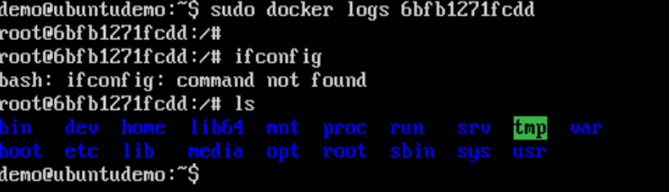 demo@ubuntudemo:~$ sudo docker logs 6bfb1271fcdd
root@6bfb1271fcdd:/#
root@6bfb1271fcdd:/# ifconfig
bash: ifconfig: command not found
root@6bfb1271fcdd:/# ls
bin dev home lib64 mnt proc run srv tmp var
boot etc lib media opt root sbin sys usr
demo@ubuntudemo:~$